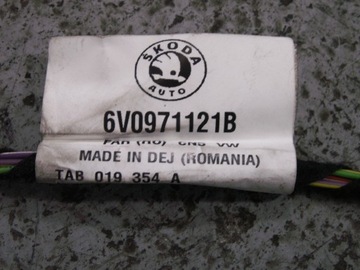 ŠKODA
AUTO
6V0971121B
MADE IN DEJ (ROMANIA)
TAB 019 354 A